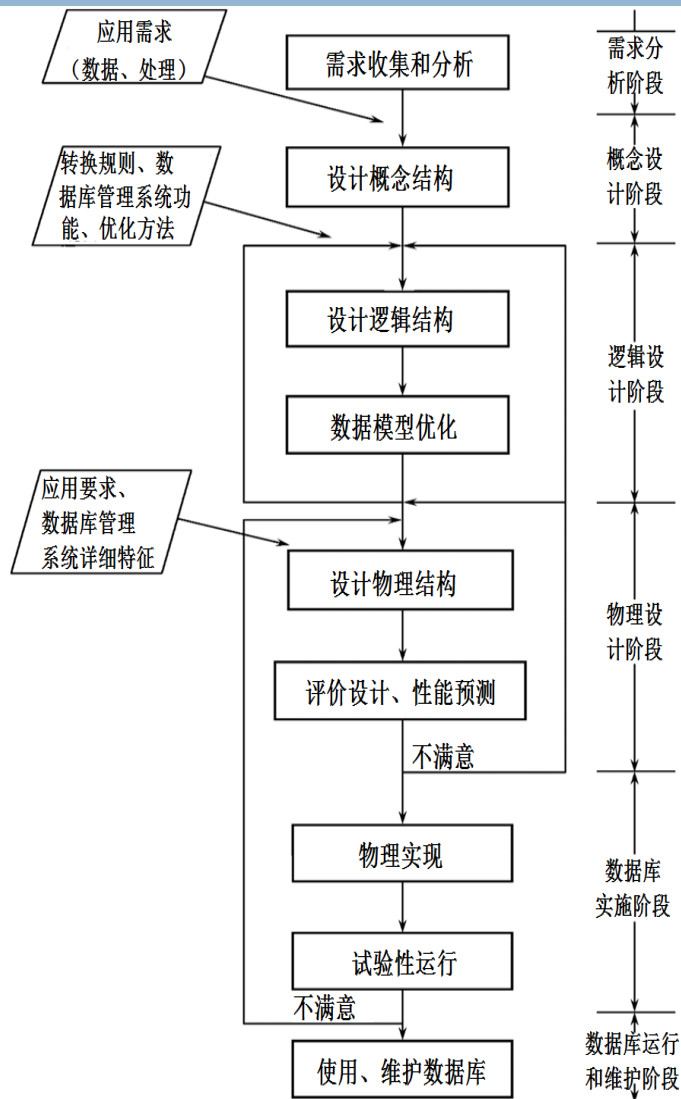 应用需求
（数据、处理）
需求收集和分析
需求分
析阶段
转换规则、数
据库管理系统功
能、优化方法
设计概念结构
概念设
计阶段
设计逻辑结构
数据模型优化
逻辑设
计阶段
应用要求、
数据库管理
系统详细特征
设计物理结构
评价设计、性能预测
不满意
物理设
计阶段
物理实现
试验性运行
不满意
数据库
实施阶段
使用、维护数据库
数据库运行
和维护阶段